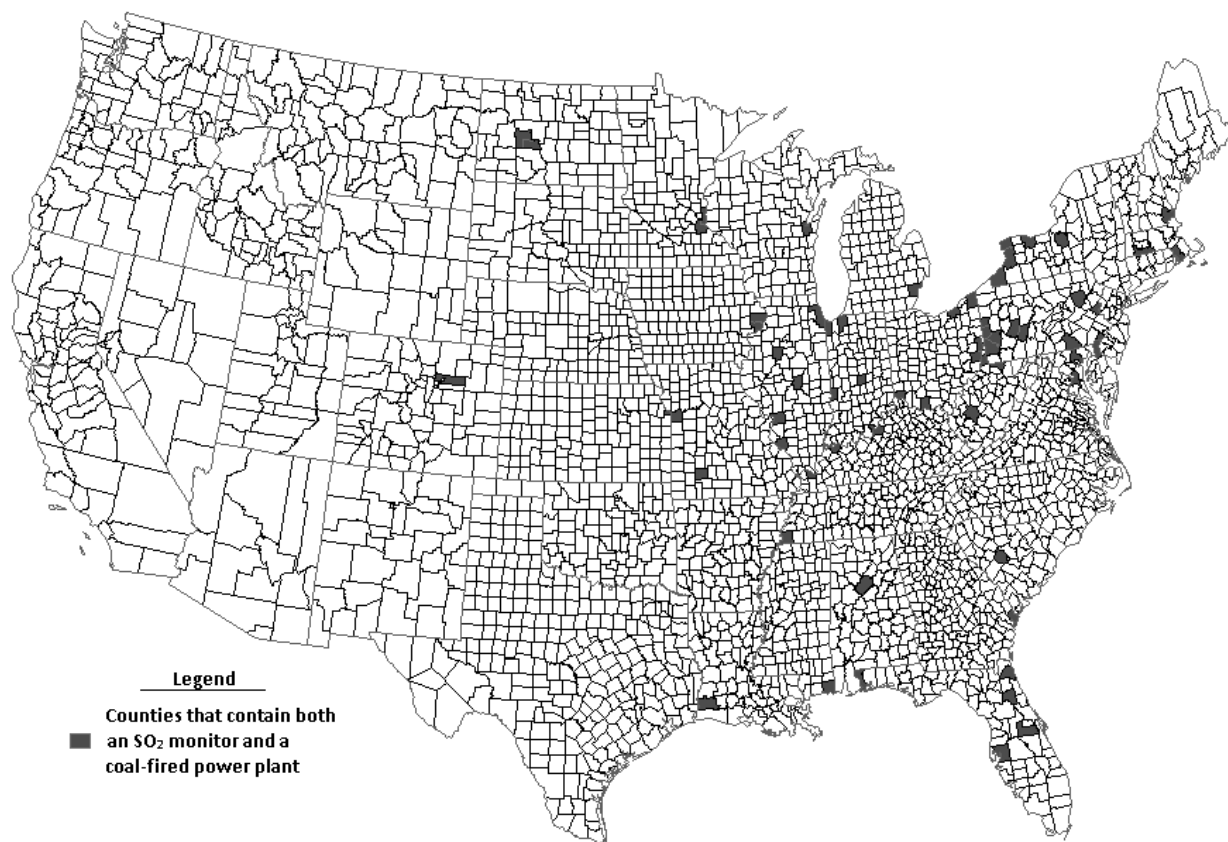 Legend
Counties that contain both
an SO₂ monitor and a
coal-fired power plant